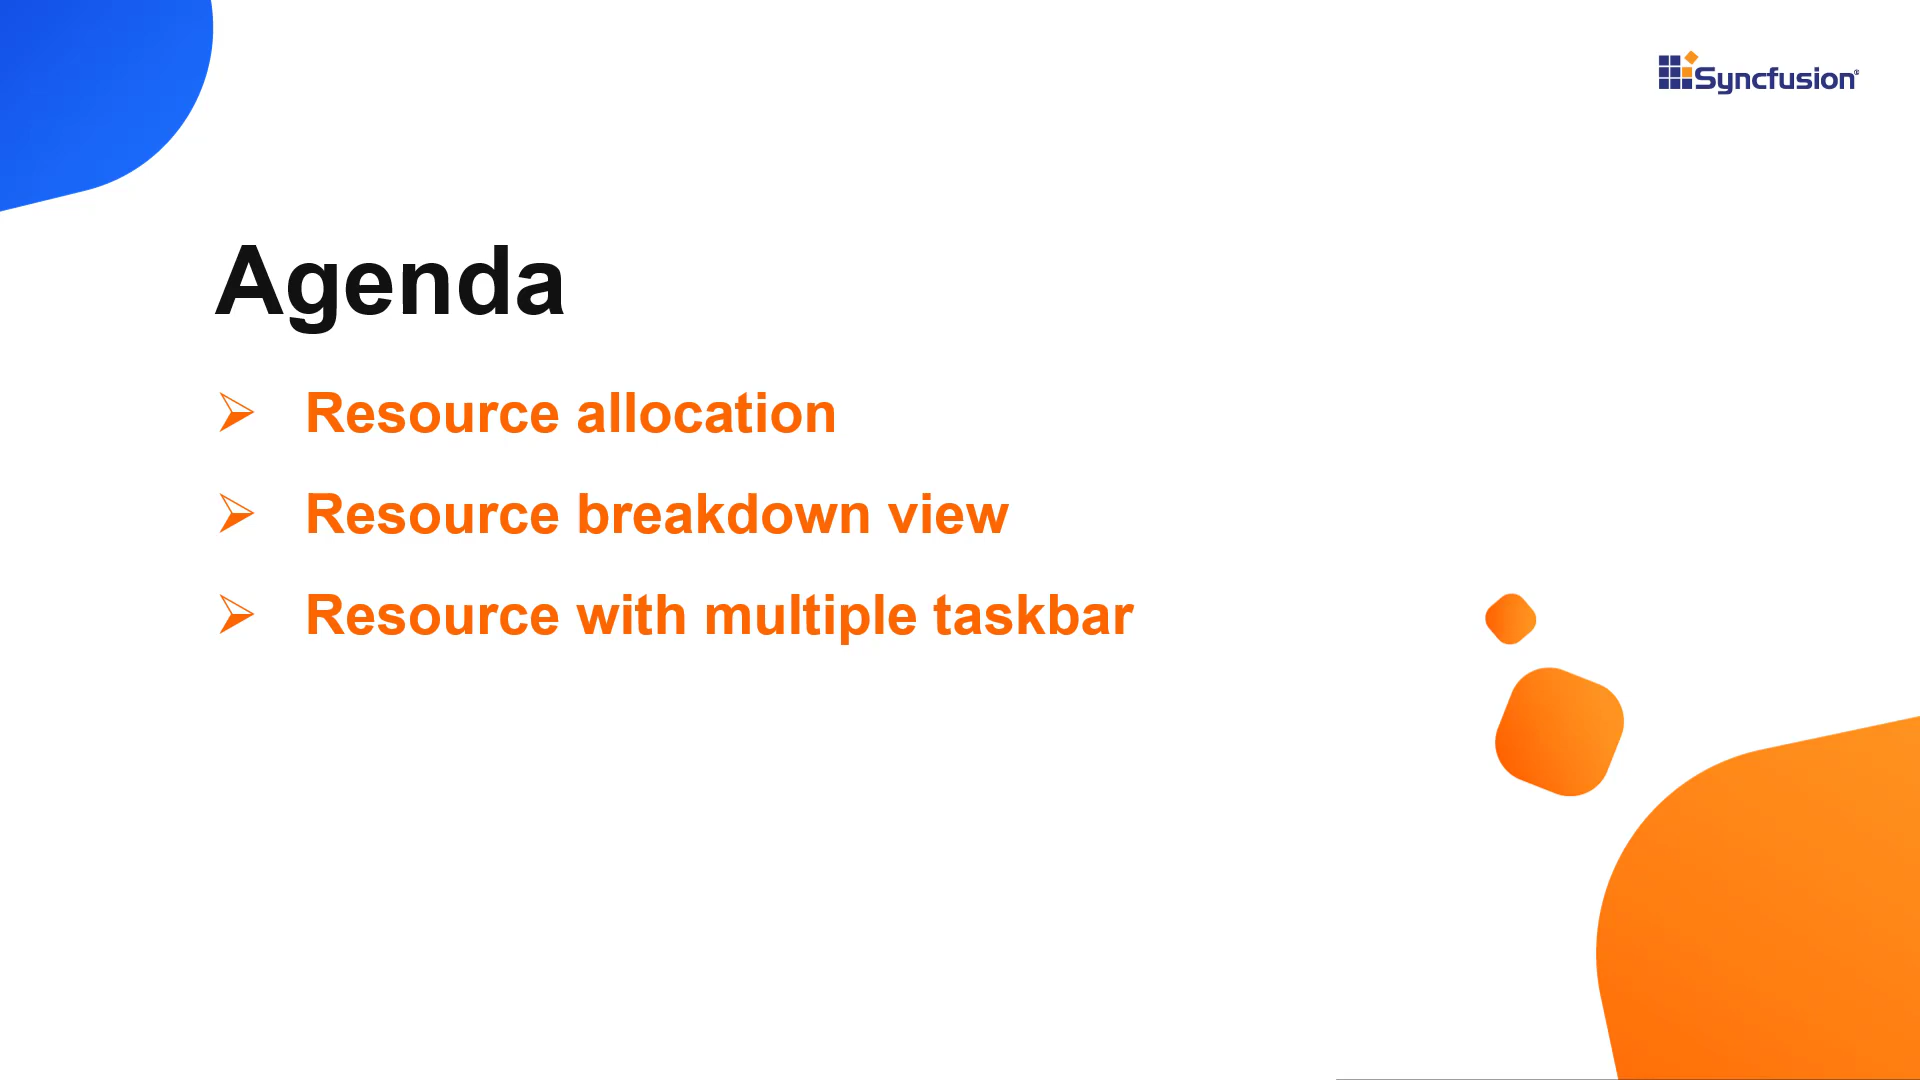 Syncfusion®
Agenda
➢ Resource allocation
➢ Resource breakdown view
➢ Resource with multiple taskbar